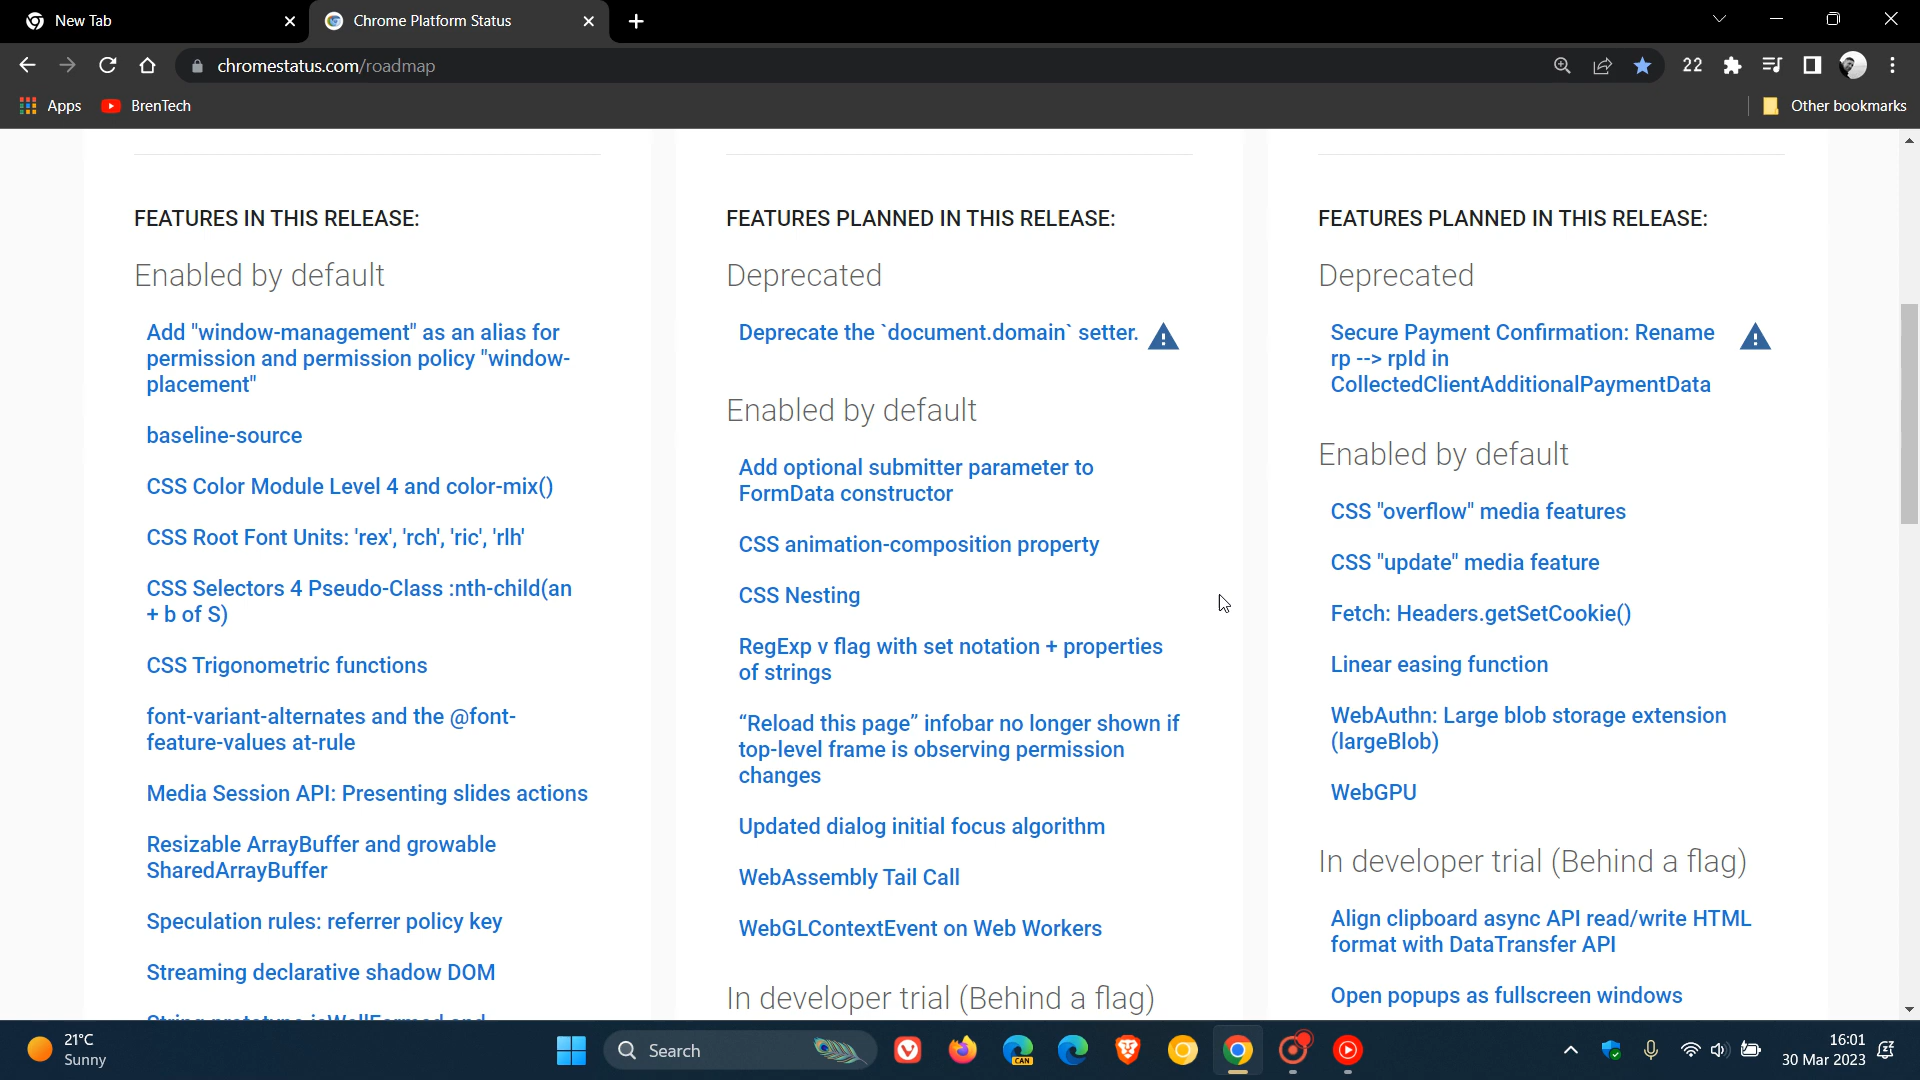 New Tab
Chrome Platform Status
chromestatus.com/roadmap
22
Apps
BrenTech
Other bookmarks
FEATURES IN THIS RELEASE:
Enabled by default
Add "window-management" as an alias for
permission and permission policy "window-
placement"
baseline-source
CSS Color Module Level 4 and color-mix()
CSS Root Font Units: 'rex', 'rch', 'ric', 'rlh'
CSS Selectors 4 Pseudo-Class :nth-child(an
+ b of S)
CSS Trigonometric functions
font-variant-alternates and the @font-
feature-values at-rule
Media Session API: Presenting slides actions
Resizable ArrayBuffer and growable
SharedArrayBuffer
Speculation rules: referrer policy key
Streaming declarative shadow DOM
FEATURES PLANNED IN THIS RELEASE:
Deprecated
Deprecate the `document.domain` setter.
Enabled by default
Add optional submitter parameter to
FormData constructor
CSS animation-composition property
CSS Nesting
RegExp v flag with set notation + properties
of strings
“Reload this page” infobar no longer shown if
top-level frame is observing permission
changes
Updated dialog initial focus algorithm
WebAssembly Tail Call
WebGLContextEvent on Web Workers
In developer trial (Behind a flag)
FEATURES PLANNED IN THIS RELEASE:
Deprecated
Secure Payment Confirmation: Rename
rp --> rpId in
CollectedClientAdditionalPaymentData
Enabled by default
CSS "overflow" media features
CSS "update" media feature
Fetch: Headers.getSetCookie()
Linear easing function
WebAuthn: Large blob storage extension
(largeBlob)
WebGPU
In developer trial (Behind a flag)
Align clipboard async API read/write HTML
format with DataTransfer API
Open popups as fullscreen windows
21°C
Sunny
Search
CAN
16:01
30 Mar 2023